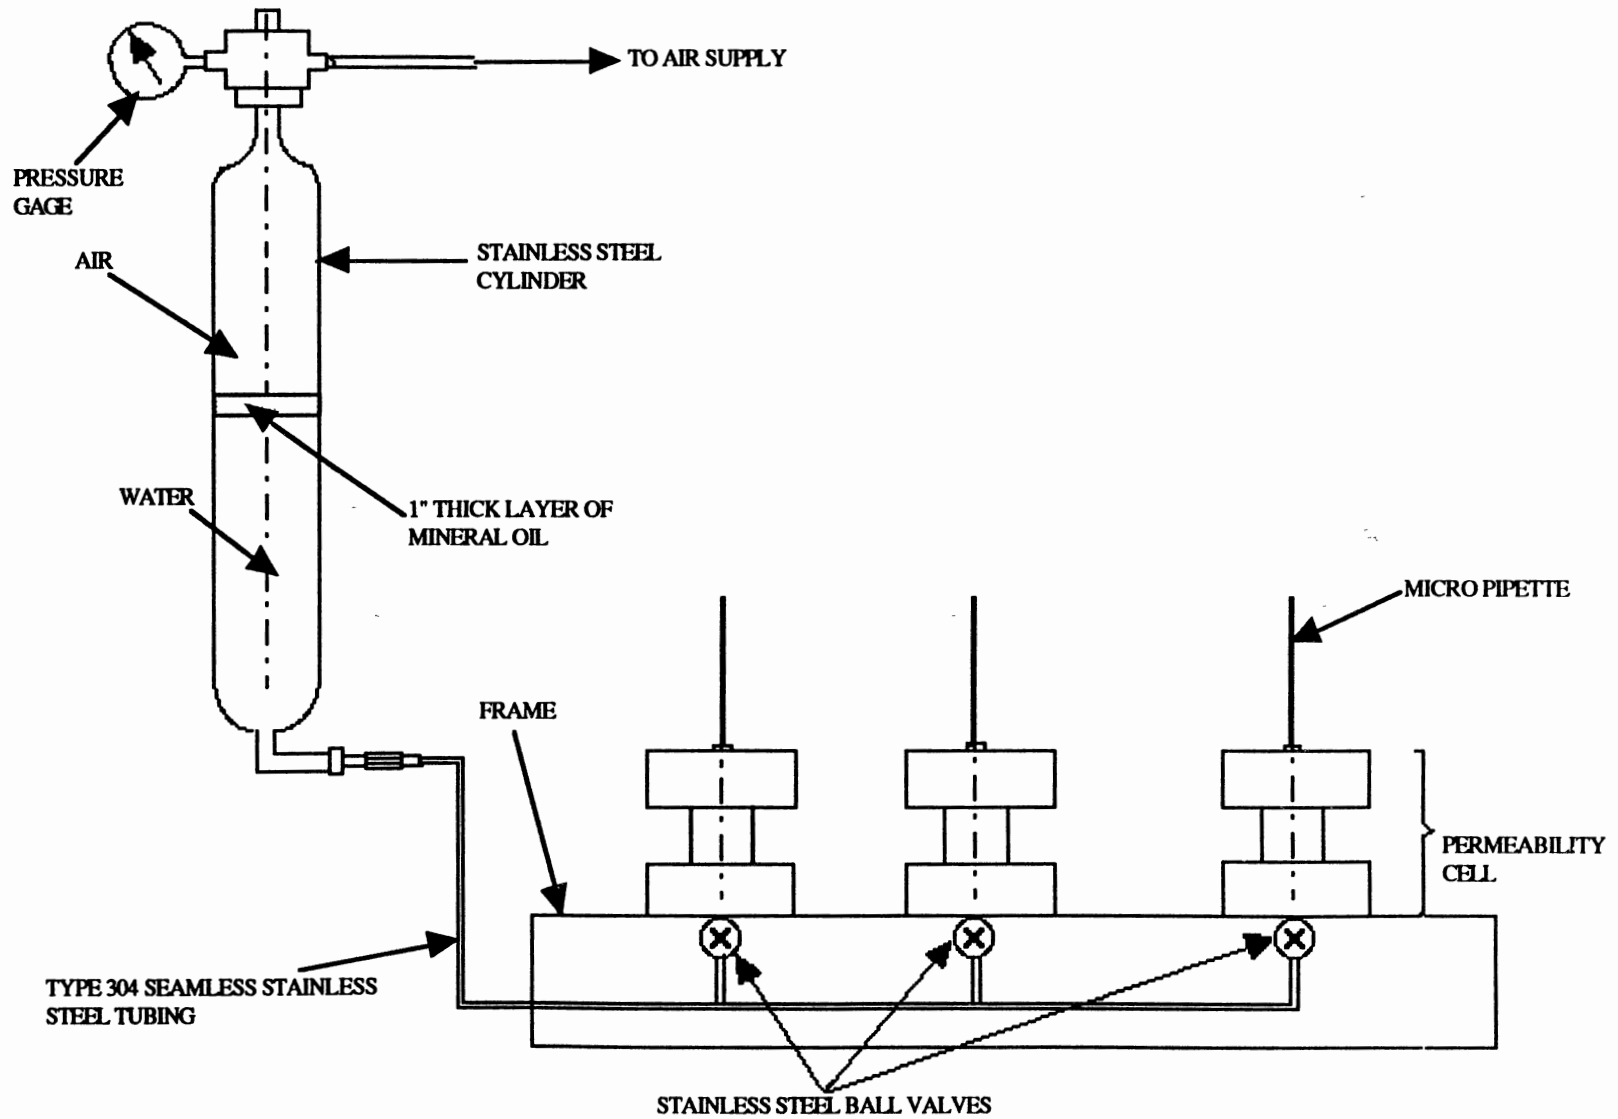 TO AIR SUPPLY
PRESSURE
GAGE
AIR
STAINLESS STEEL
CYLINDER
WATER
1" THICK LAYER OF
MINERAL OIL
MICRO PIPETTE
FRAME
PERMEABILITY
CELL
TYPE 304 SEAMLESS STAINLESS
STEEL TUBING
STAINLESS STEEL BALL VALVES